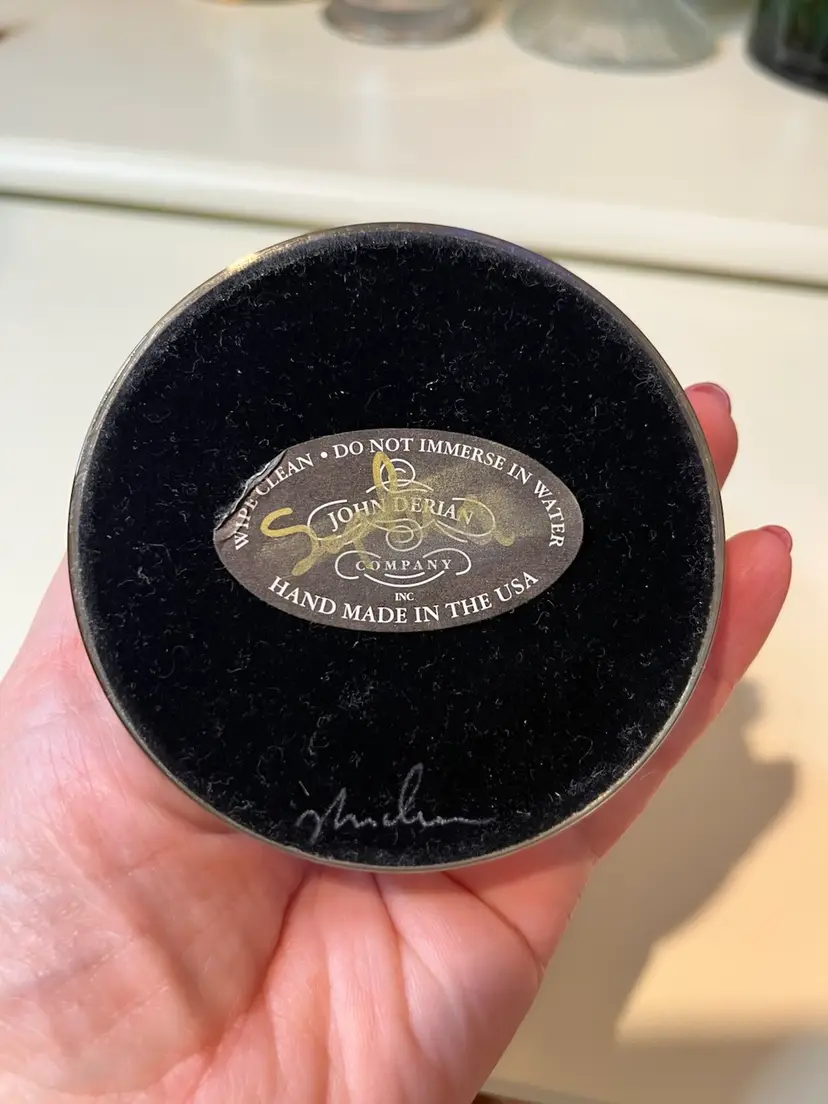 WIPE CLEAN • DO NOT IMMERSE IN WATER
JOHN DERIAN
COMPANY
INC
HAND MADE IN THE USA